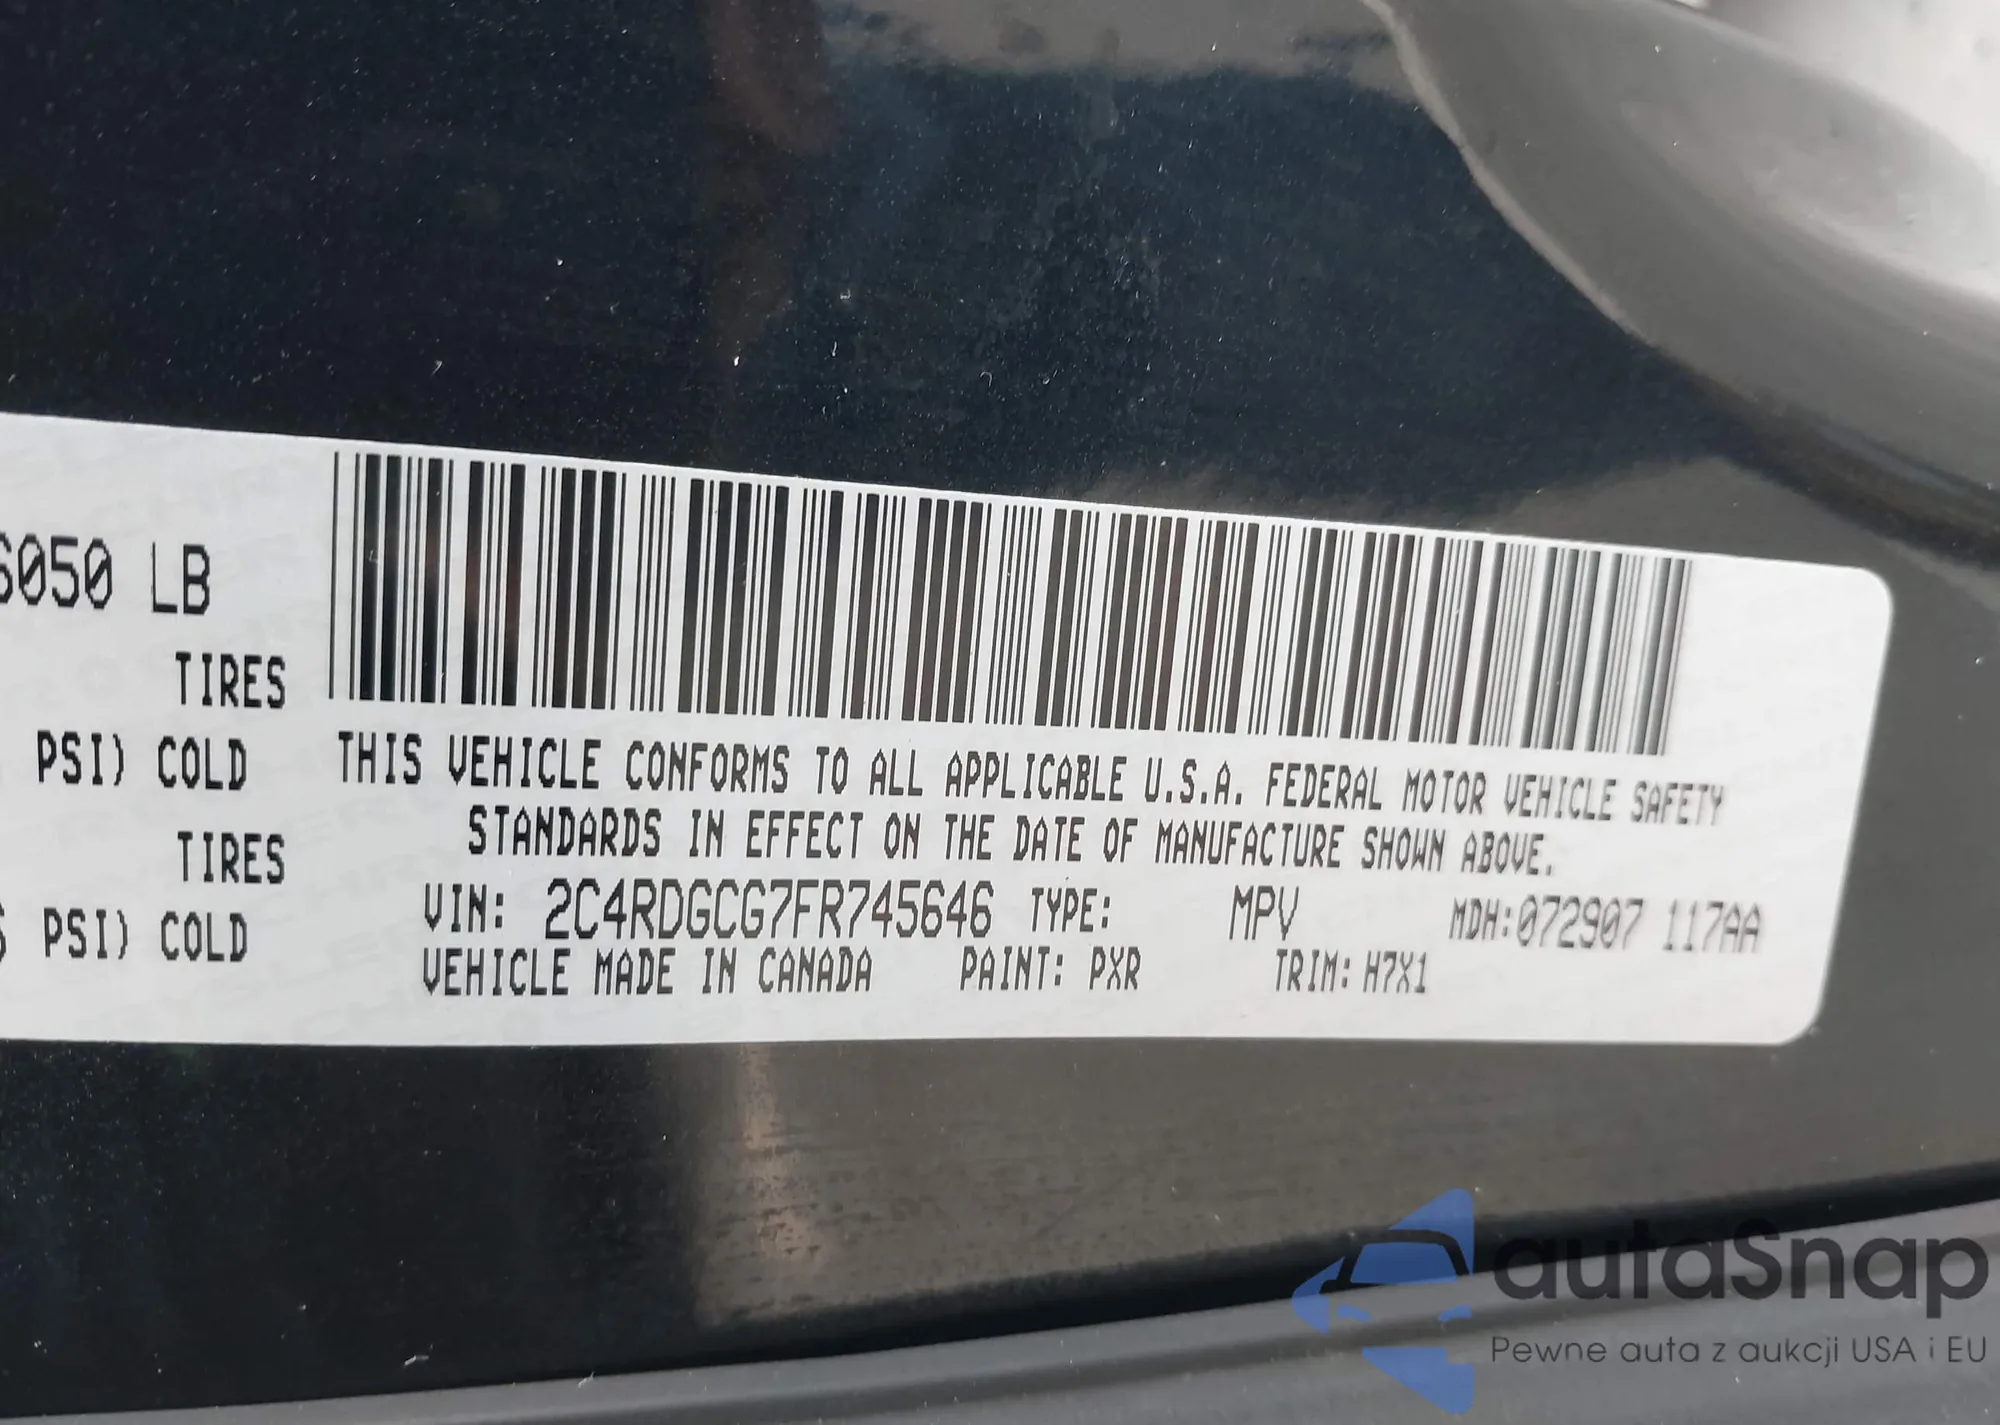 6050 LB
TIRES
PSI) COLD
TIRES
PSI) COLD
THIS VEHICLE CONFORMS TO ALL APPLICABLE U.S.A. FEDERAL MOTOR VEHICLE SAFETY
STANDARDS IN EFFECT ON THE DATE OF MANUFACTURE SHOWN ABOVE.
VIN: 2C4RDGCG7FR745646 TYPE: MPV MDH:072907 117AA
VEHICLE MADE IN CANADA PAINT: PXR TRIM: H7X1
autaSnap
Pewne auta z aukcji USA i EU